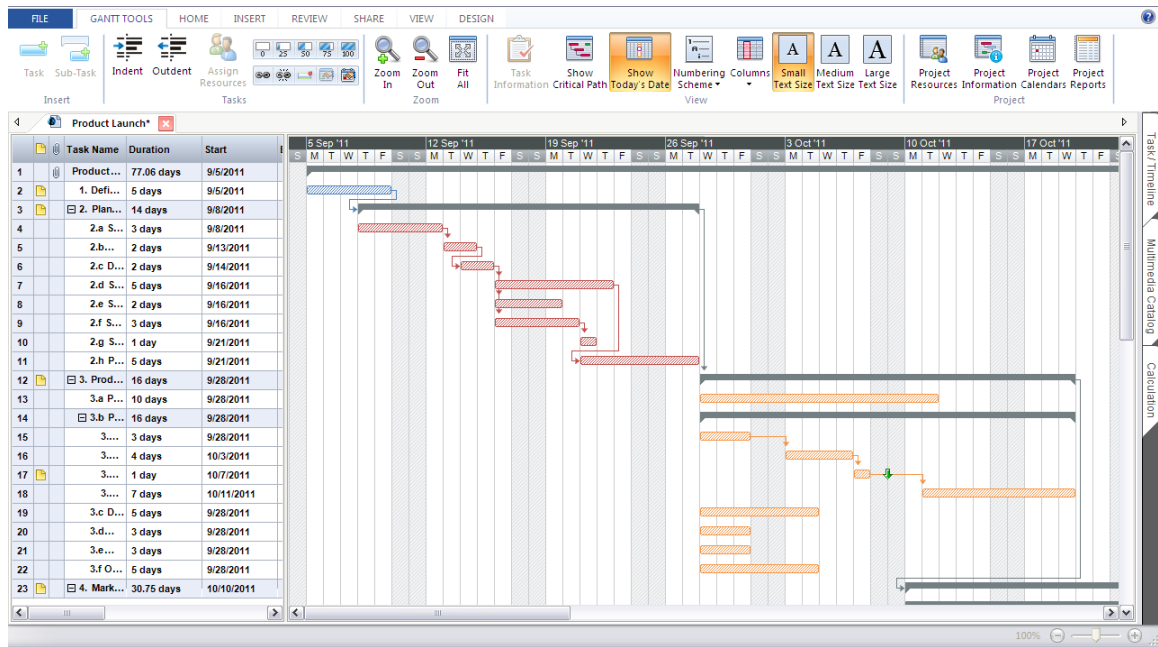 FILE GANTT TOOLS HOME INSERT REVIEW SHARE VIEW DESIGN
0 25 50 75 100
Task Sub-Task Indent Outdent Assign Resources Zoom In Zoom Out Fit All Task Information Show Critical Path Show Today's Date Numbering Scheme Columns Small Text Size Medium Text Size Large Text Size Project Resources Project Information Project Calendars Project Reports
Insert Tasks Zoom View Project
Product Launch*
Task Name Duration Start
5 Sep '11 12 Sep '11 19 Sep '11 26 Sep '11 3 Oct '11 10 Oct '11 17 Oct '11
S M T W T F S S M T W T F S S M T W T F S S M T W T F S S M T W T F S S M T W T F S S M T W T F S
1 Product... 77.06 days 9/5/2011
2 1. Defi... 5 days 9/5/2011
3 2. Plan... 14 days 9/8/2011
4 2.a S... 3 days 9/8/2011
5 2.b... 2 days 9/13/2011
6 2.c D... 2 days 9/14/2011
7 2.d S... 5 days 9/16/2011
8 2.e S... 2 days 9/16/2011
9 2.f S... 3 days 9/16/2011
10 2.g S... 1 day 9/21/2011
11 2.h P... 5 days 9/21/2011
12 3. Prod... 16 days 9/28/2011
13 3.a P... 10 days 9/28/2011
14 3.b P... 16 days 9/28/2011
15 3.... 3 days 9/28/2011
16 3.... 4 days 10/3/2011
17 3.... 1 day 10/7/2011
18 3.... 7 days 10/11/2011
19 3.c D... 5 days 9/28/2011
20 3.d... 3 days 9/28/2011
21 3.e... 3 days 9/28/2011
22 3.f O... 5 days 9/28/2011
23 4. Mark... 30.75 days 10/10/2011
Task/Timeline
Multimedia Catalog
Calculation
100%